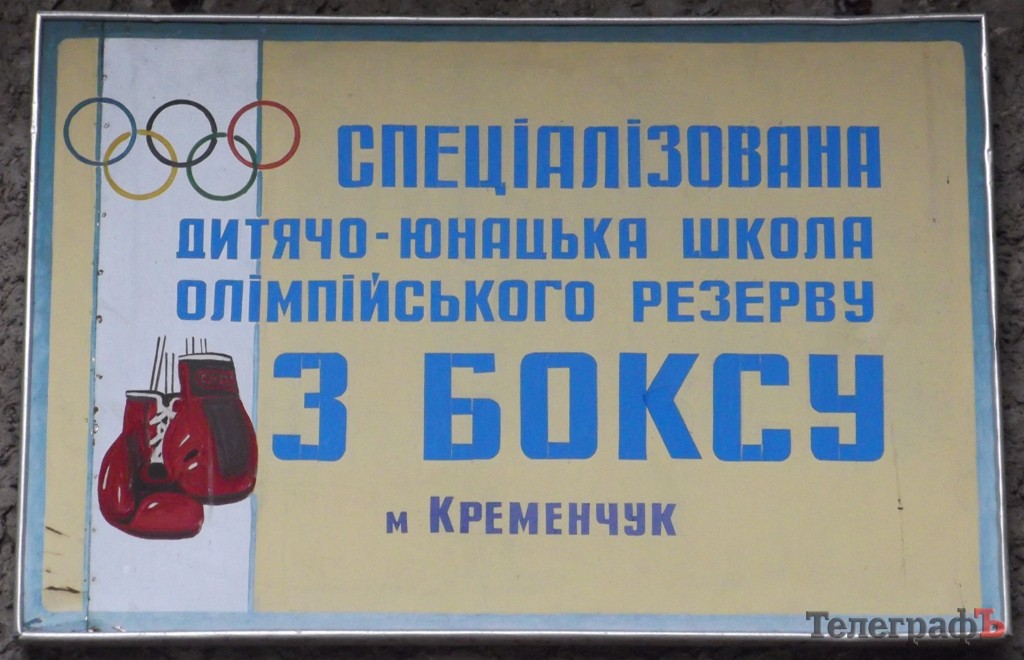 СПЕЦІАЛІЗОВАНА
ДИТЯЧО-ЮНАЦЬКА ШКОЛА
ОЛІМПІЙСЬКОГО РЕЗЕРВУ
З БОКСУ
м КРЕМЕНЧУК
ТелеграфЪ